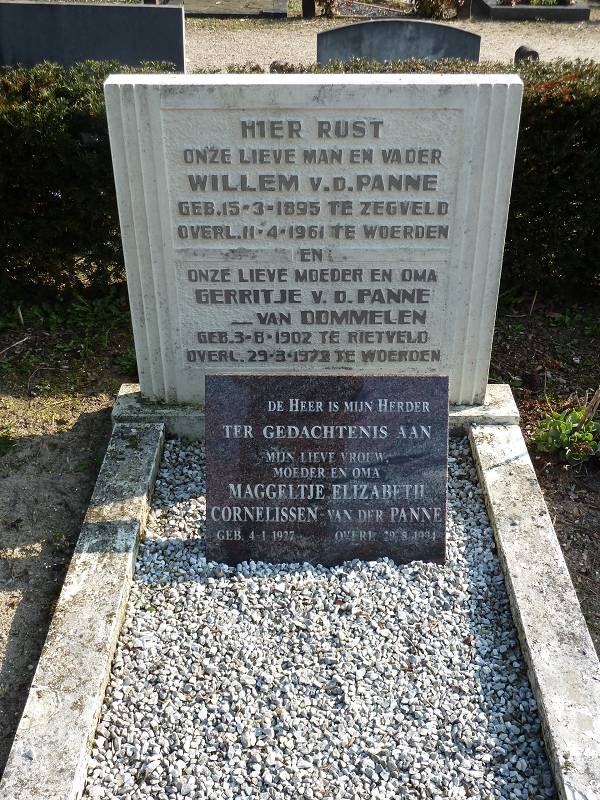 HIER RUST
ONZE LIEVE MAN EN VADER
WILLEM V.D. PANNE
GEB. 15-3-1895 TE ZEGVELD
OVERL. 11-4-1961 TE WOERDEN
EN
ONZE LIEVE MOEDER EN OMA
GERRITJE V.D. PANNE
_ VAN DOMMELEN
GEB. 3-8-1902 TE RIETVELD
OVERL. 29-3-1972 TE WOERDEN
DE HEER IS MIJN HERDER
TER GEDACHTENIS AAN
MIJN LIEVE VROUW,
MOEDER EN OMA
MAGGELTJE ELIZABETH
CORNELISSEN-VAN DER PANNE
GEB. 4-1-1927 OVERL. 29-8-1994